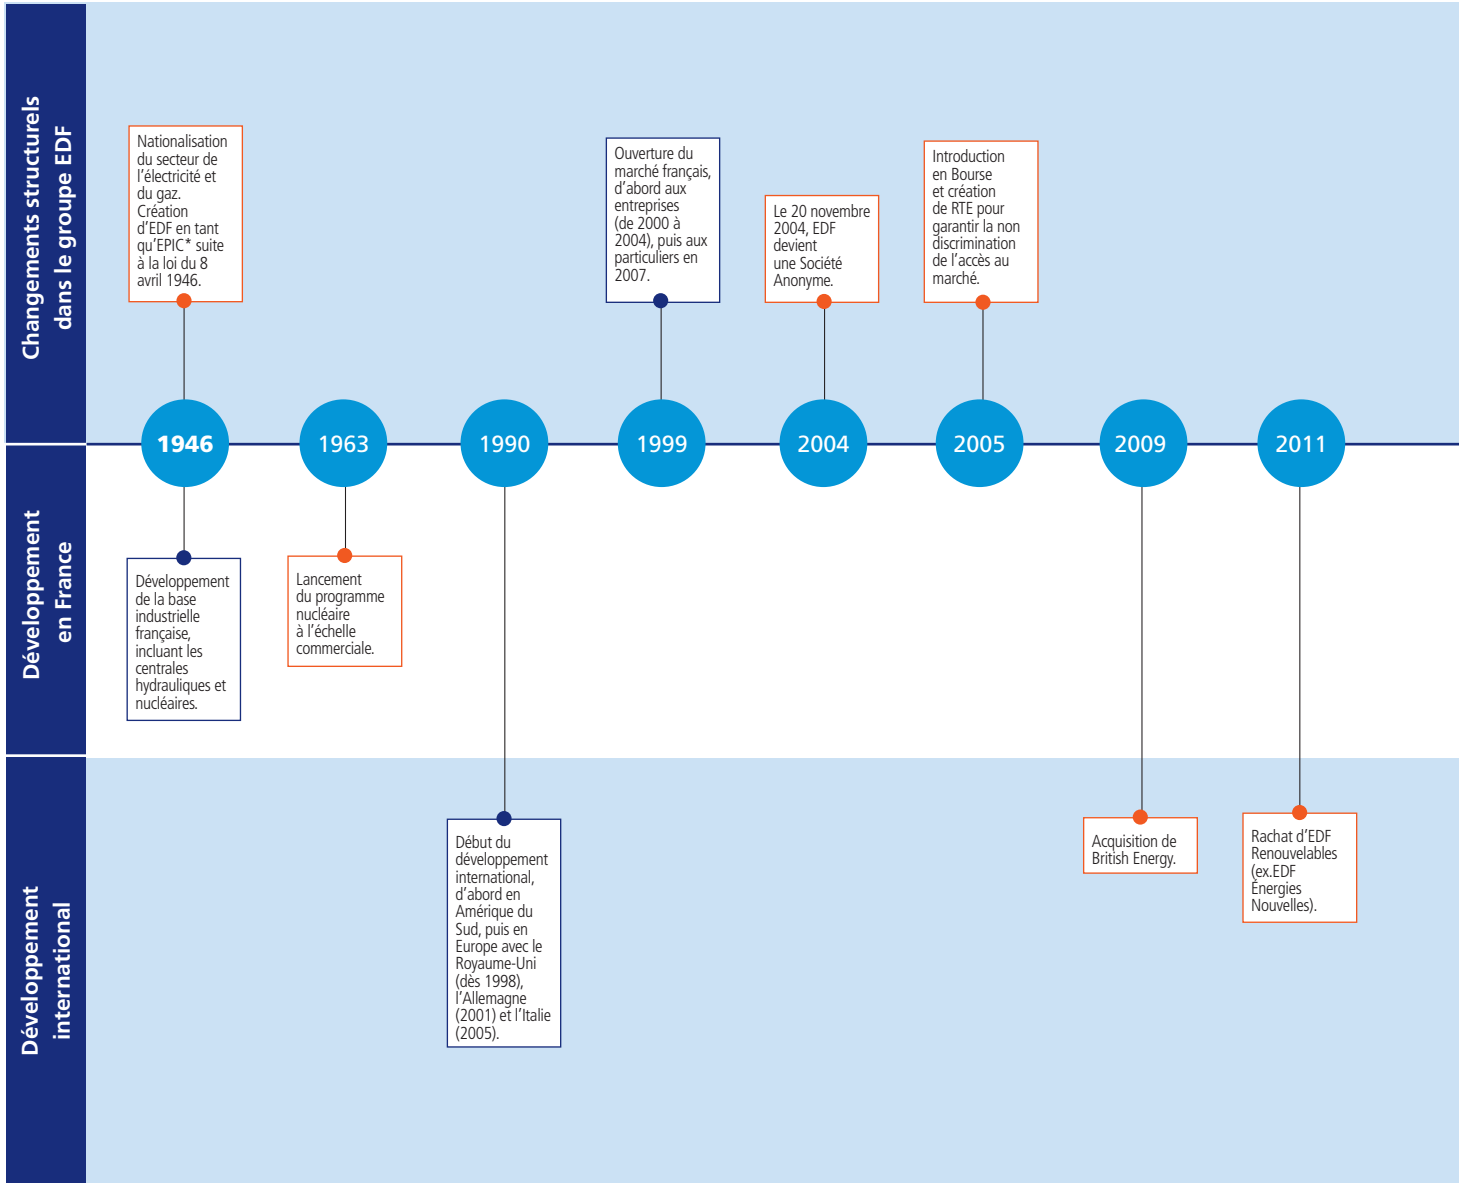 Changements structurels
dans le groupe EDF
Nationalisation
du secteur de
l'électricité et
du gaz.
Création
d'EDF en tant
qu'EPIC* suite
à la loi du 8
avril 1946.
Ouverture du
marché français,
d'abord aux
entreprises
(de 2000 à
2004), puis aux
particuliers en
2007.
Le 20 novembre
2004, EDF
devient
une Société
Anonyme.
Introduction
en Bourse
et création
de RTE pour
garantir la non
discrimination
de l'accès au
marché.
1946
1963
1990
1999
2004
2005
2009
2011
Développement
en France
Développement
de la base
industrielle
française,
incluant les
centrales
hydrauliques et
nucléaires.
Lancement
du programme
nucléaire
à l'échelle
commerciale.
Développement
international
Début du
développement
international,
d'abord en
Amérique du
Sud, puis en
Europe avec le
Royaume-Uni
(dès 1998),
l'Allemagne
(2001) et l'Italie
(2005).
Acquisition de
British Energy.
Rachat d'EDF
Renouvelables
(ex.EDF
Énergies
Nouvelles).